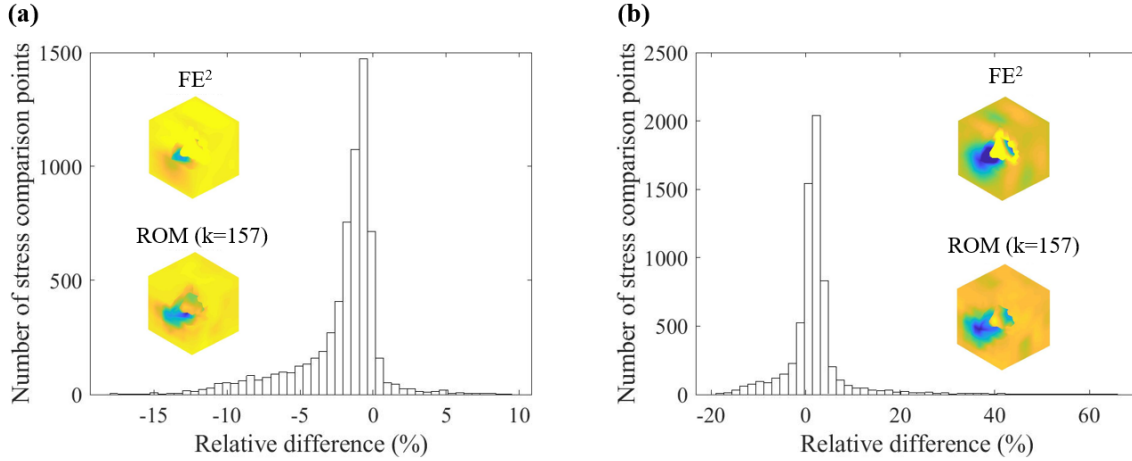 (a)
Number of stress comparison points
1500
1000
500
0
-15
-10
-5
0
5
10
Relative difference (%)
FE²
ROM (k=157)
(b)
Number of stress comparison points
2500
2000
1500
1000
500
0
-20
0
20
40
60
Relative difference (%)
FE²
ROM (k=157)